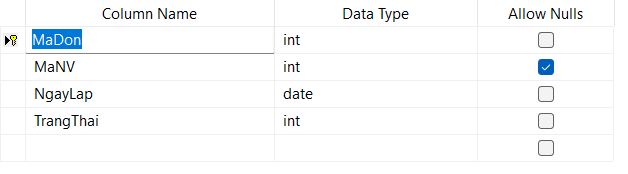 Column Name Data Type Allow Nulls
MaDon int
MaNV int
NgayLap date
TrangThai int